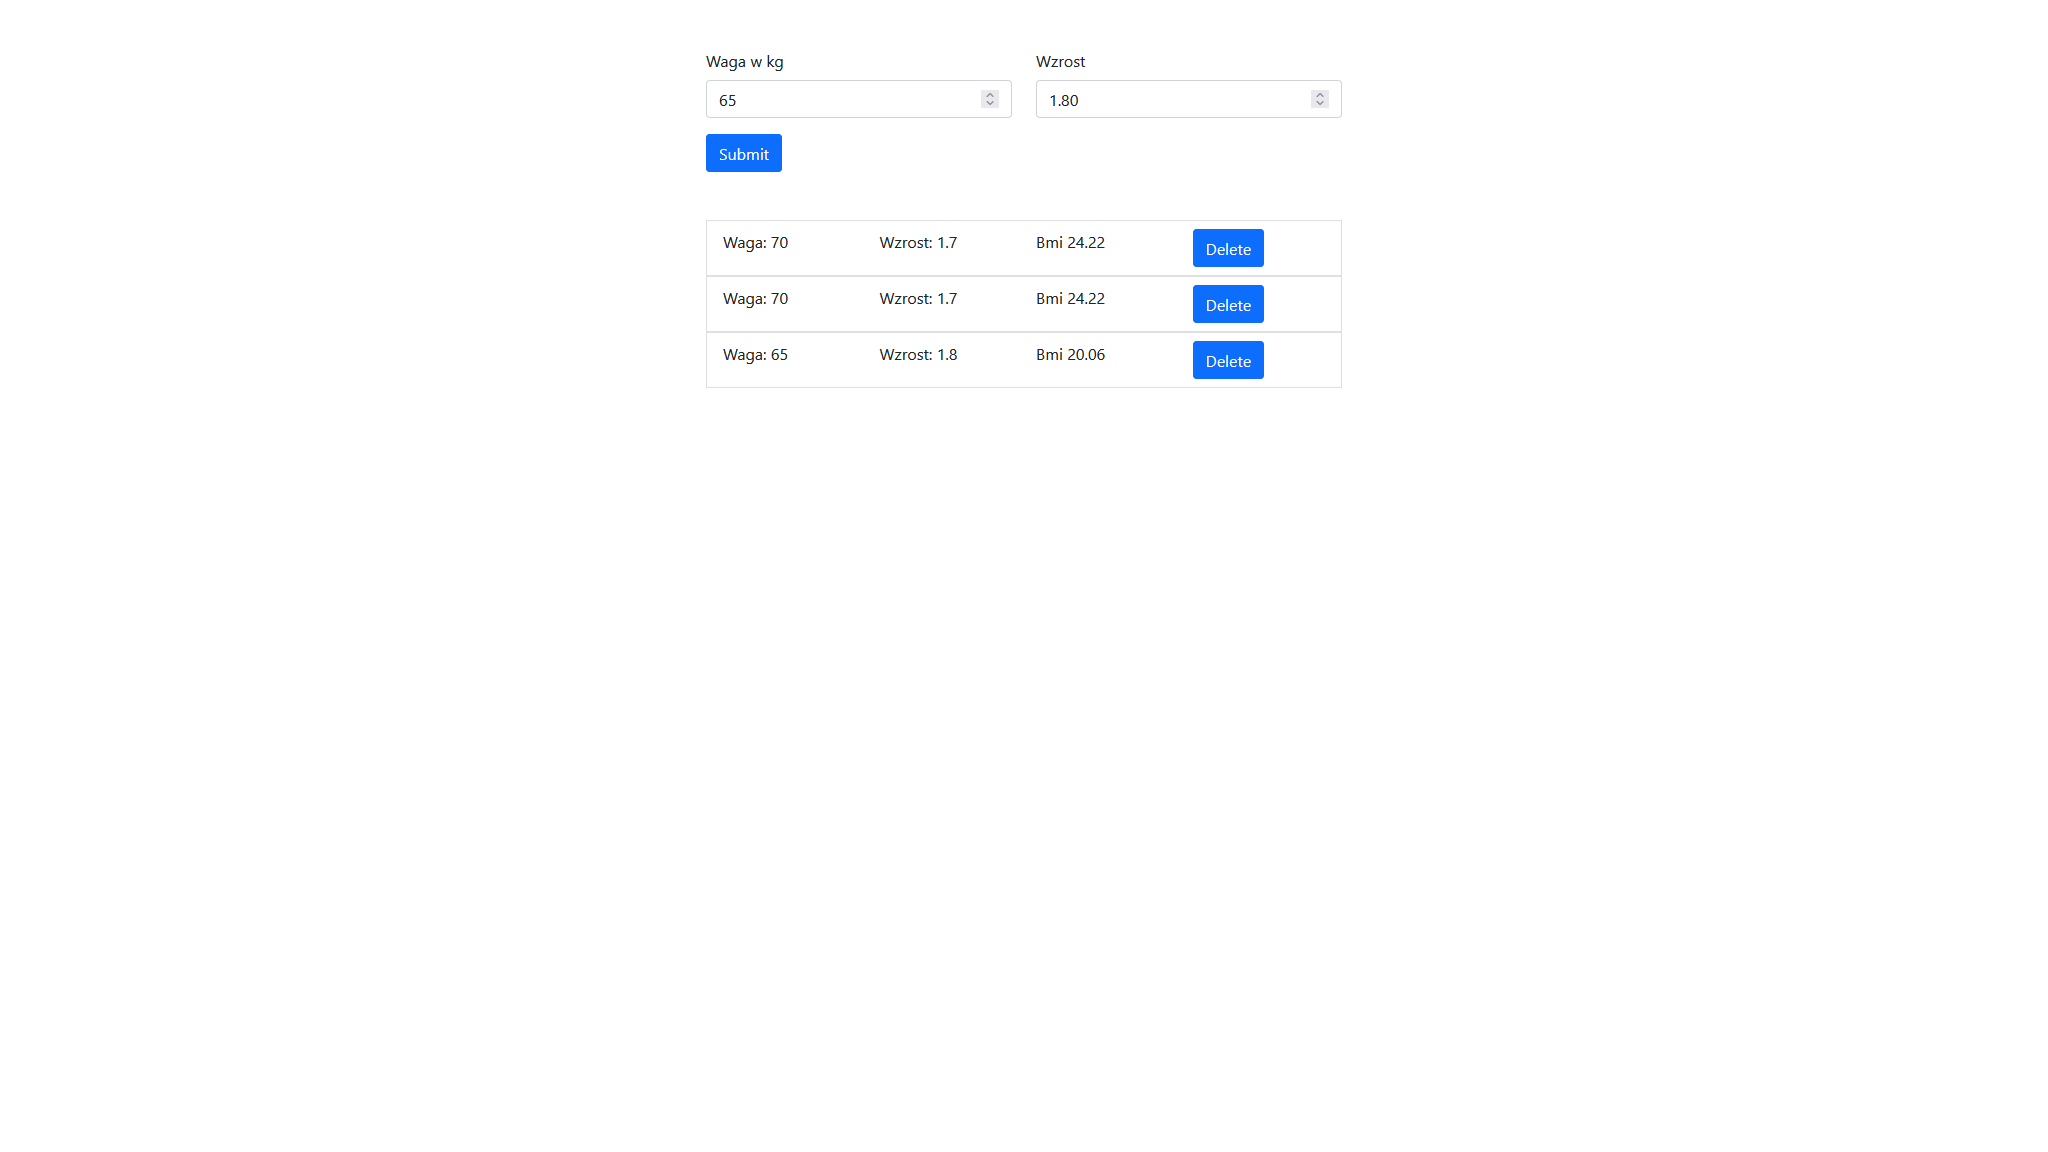 Waga w kg Wzrost
65 1.80
Submit
Waga: 70 Wzrost: 1.7 Bmi 24.22 Delete
Waga: 70 Wzrost: 1.7 Bmi 24.22 Delete
Waga: 65 Wzrost: 1.8 Bmi 20.06 Delete